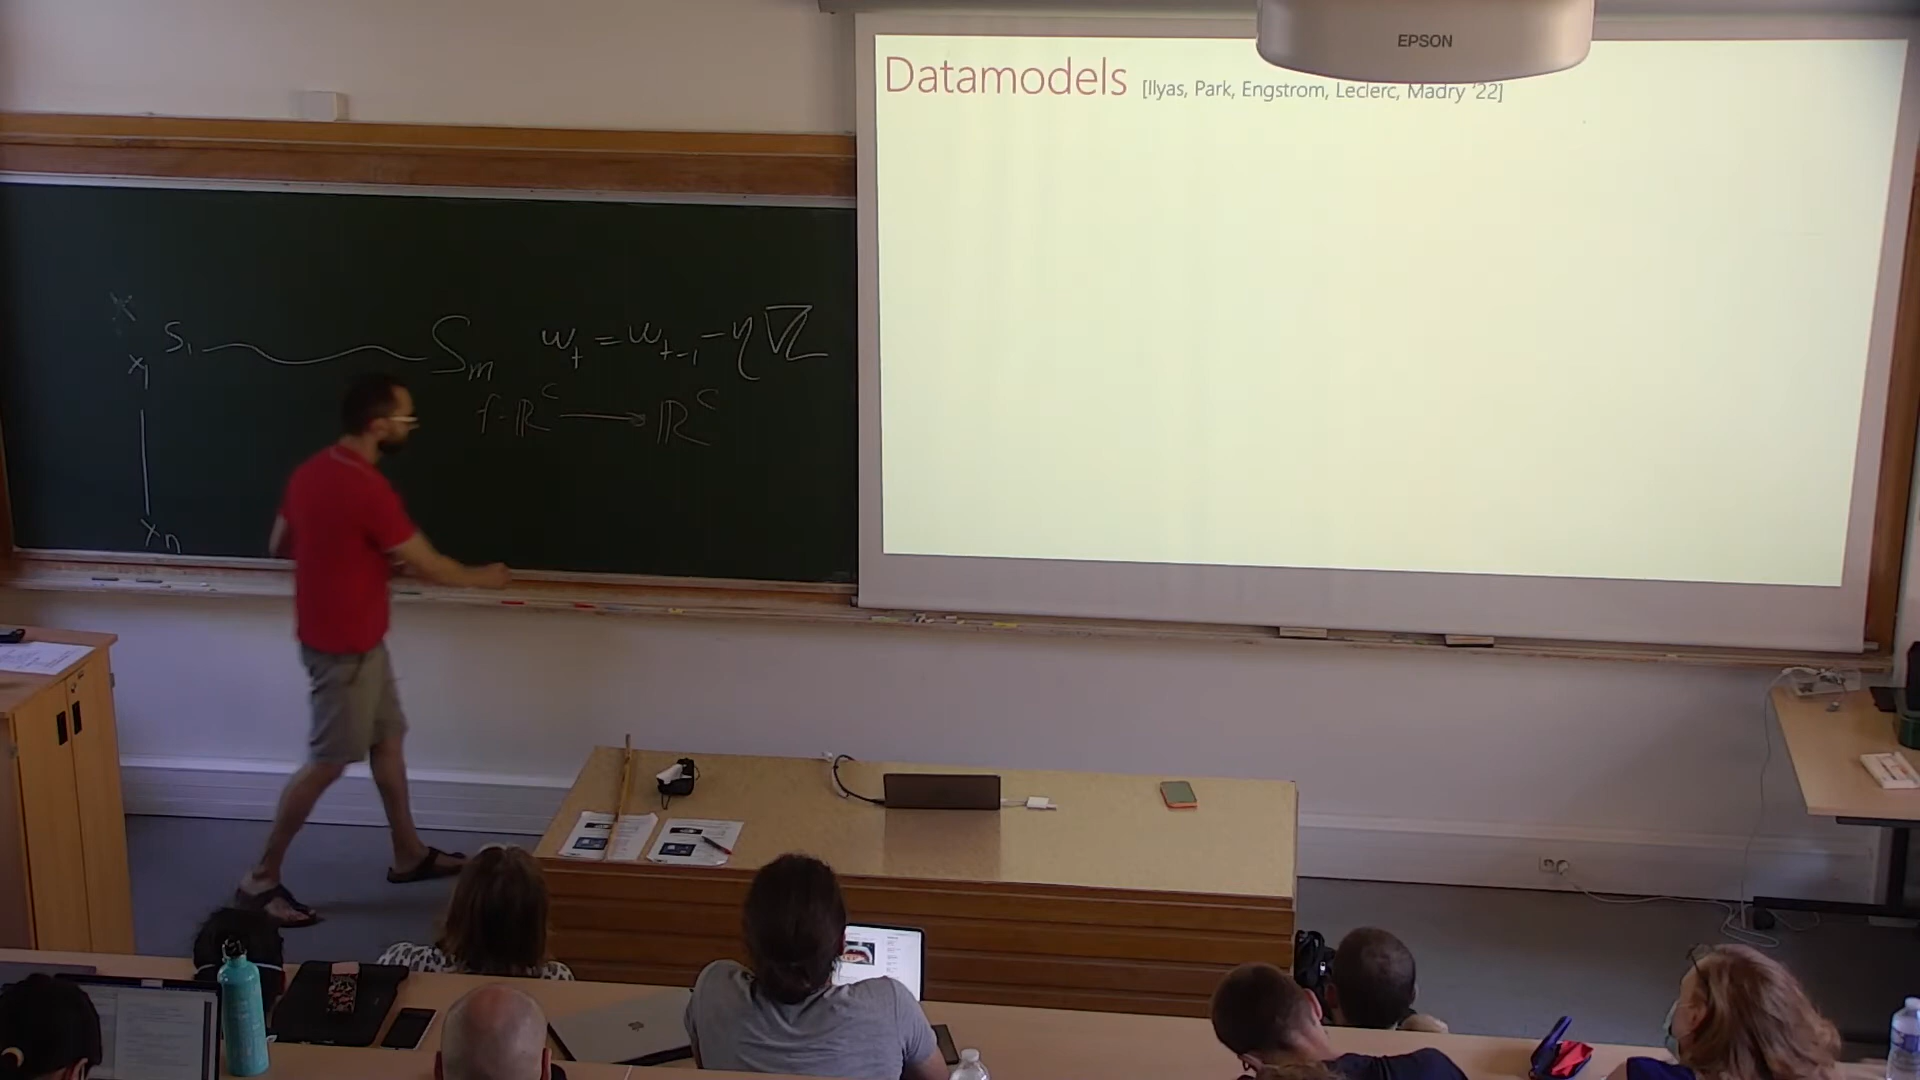 EPSON
Datamodels [Ilyas, Park, Engstrom, Leclerc, Madry '22]
S₁ Sₘ wₜ = wₜ₋₁ - η∇L
x₁
f: ℝᶜ → ℝᶜ
xₙ